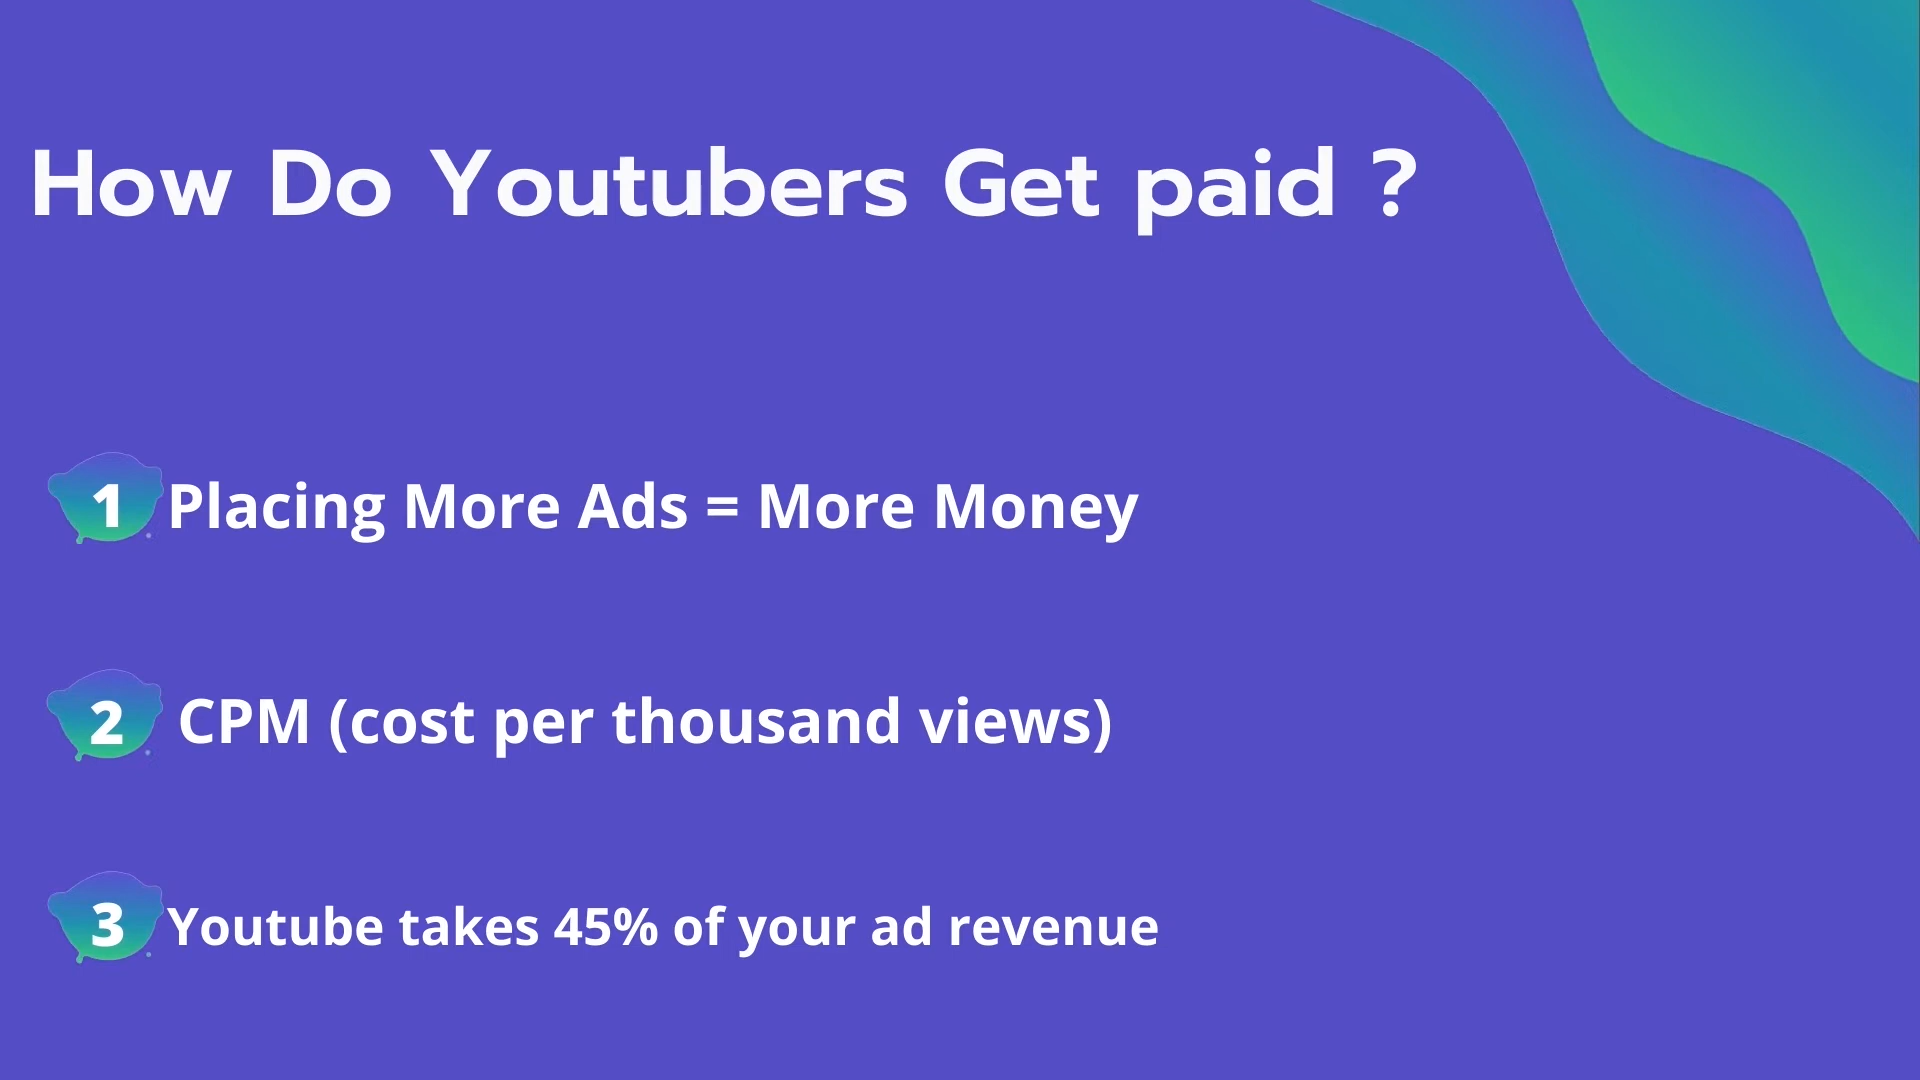 How Do Youtubers Get paid ?
1 Placing More Ads = More Money
2 CPM (cost per thousand views)
3 Youtube takes 45% of your ad revenue